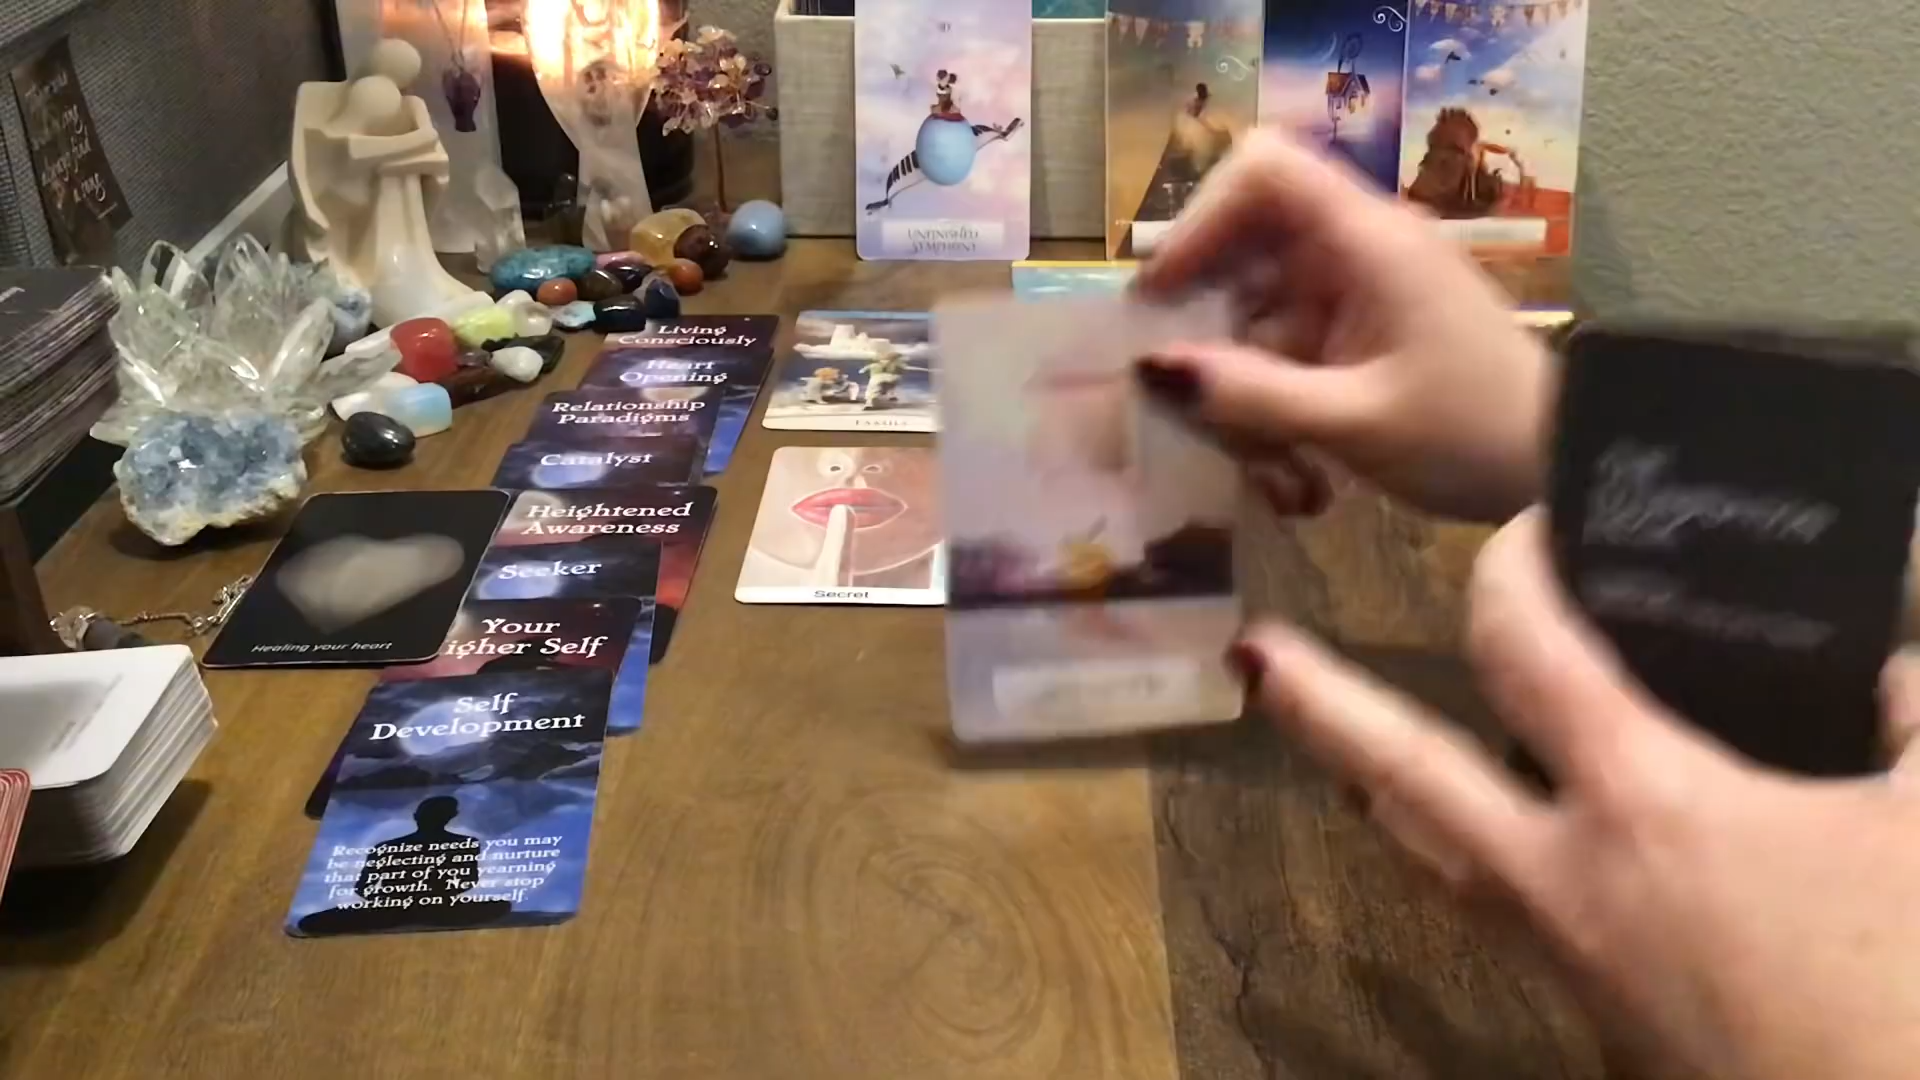 UNFINISHED
SYMPHONY
Living
Consciously
Heart
Opening
Relationship
Paradigms
Catalyst
Heightened
Awareness
Seeker
Your
Higher Self
Healing your heart
Secret
Self
Development
Recognize needs you may
be neglecting and nurture
that part of you yearning
for growth. Never stop
working on yourself.